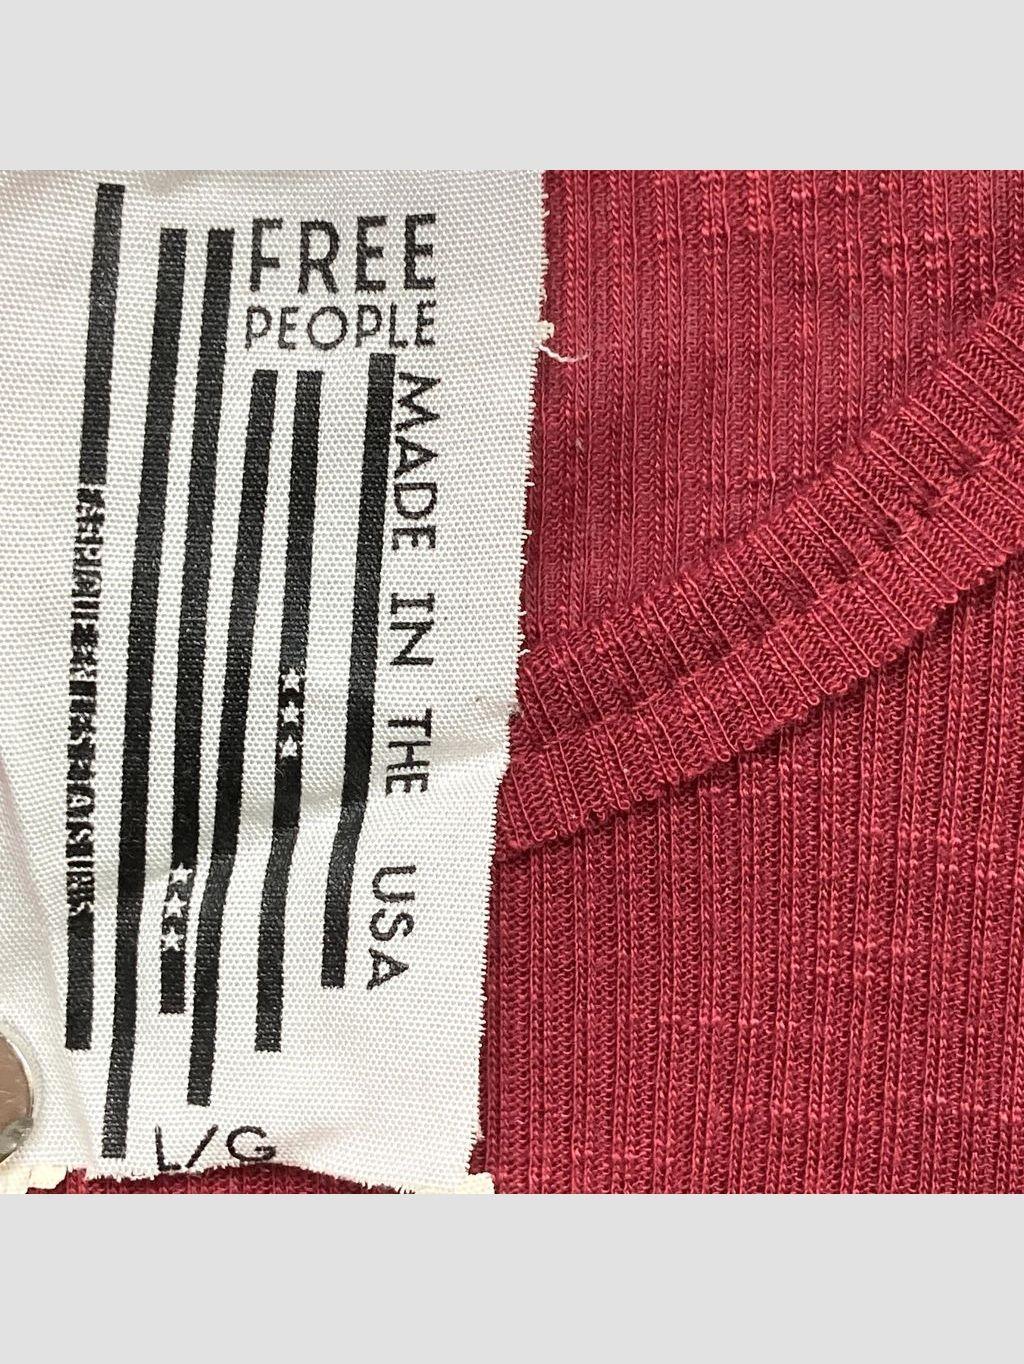 FREE
PEOPLE
MADE IN THE USA
L/G